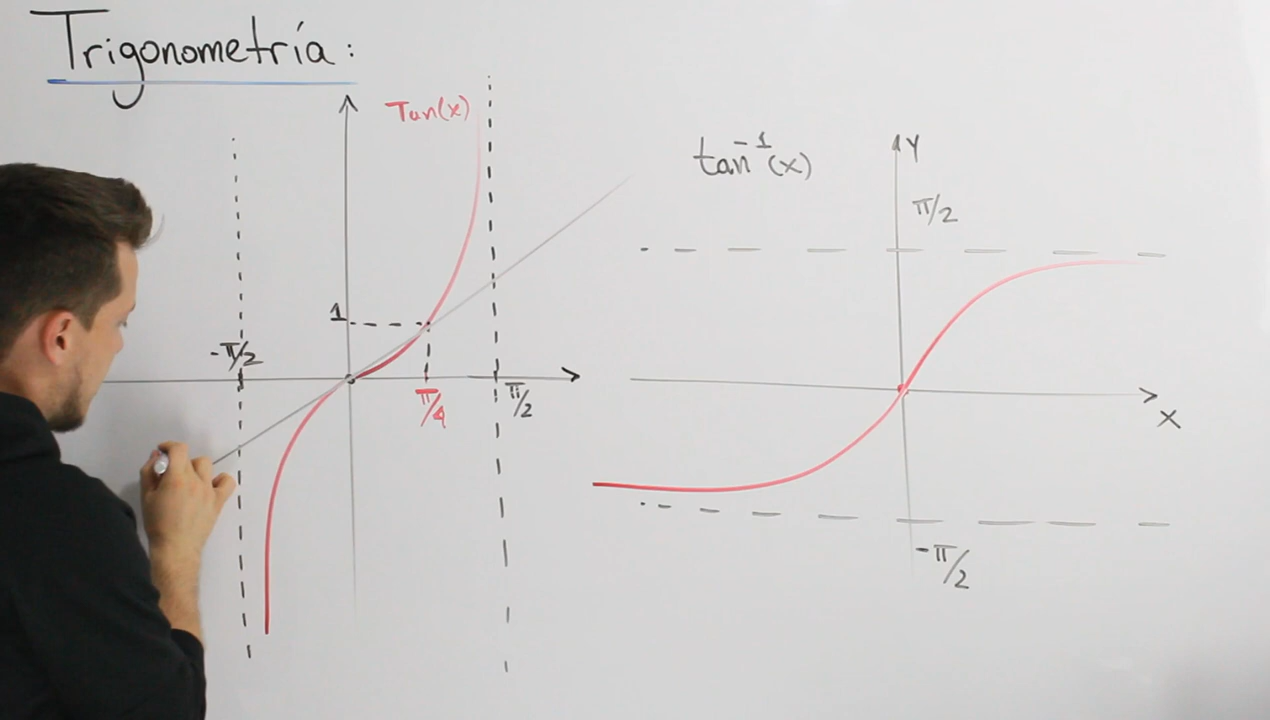 Trigonometría:
Tan(x)
1
-π/2
π/4
π/2
tan⁻¹(x)
Y
π/2
X
-π/2